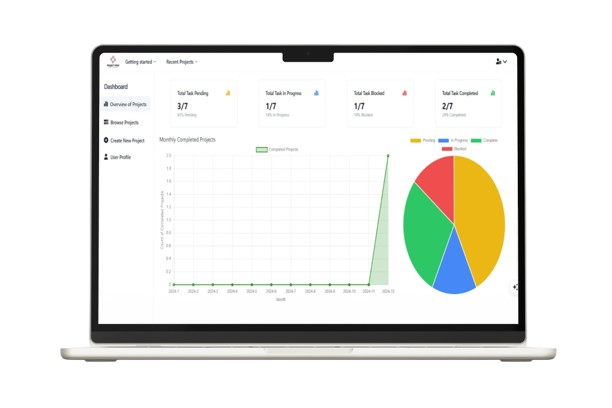 Getting started
Recent Projects
Dashboard
Overview of Projects
Browse Projects
Create New Project
User Profile
Total Task Pending
3/7
Total Task In Progress
1/7
14% In Progress
Total Task Blocked
1/7
14% Blocked
Total Task Completed
2/7
Monthly Completed Projects
Completed Projects
Count of Completed Projects
2.0
1.8
1.6
1.4
1.2
1.0
0.8
0.6
0.4
0.2
0
2024-1
2024-2
2024-3
2024-4
2024-5
2024-6
2024-7
2024-8
2024-9
2024-10
2024-11
2024-12
Month
Pending
In Progress
Complete
Blocked